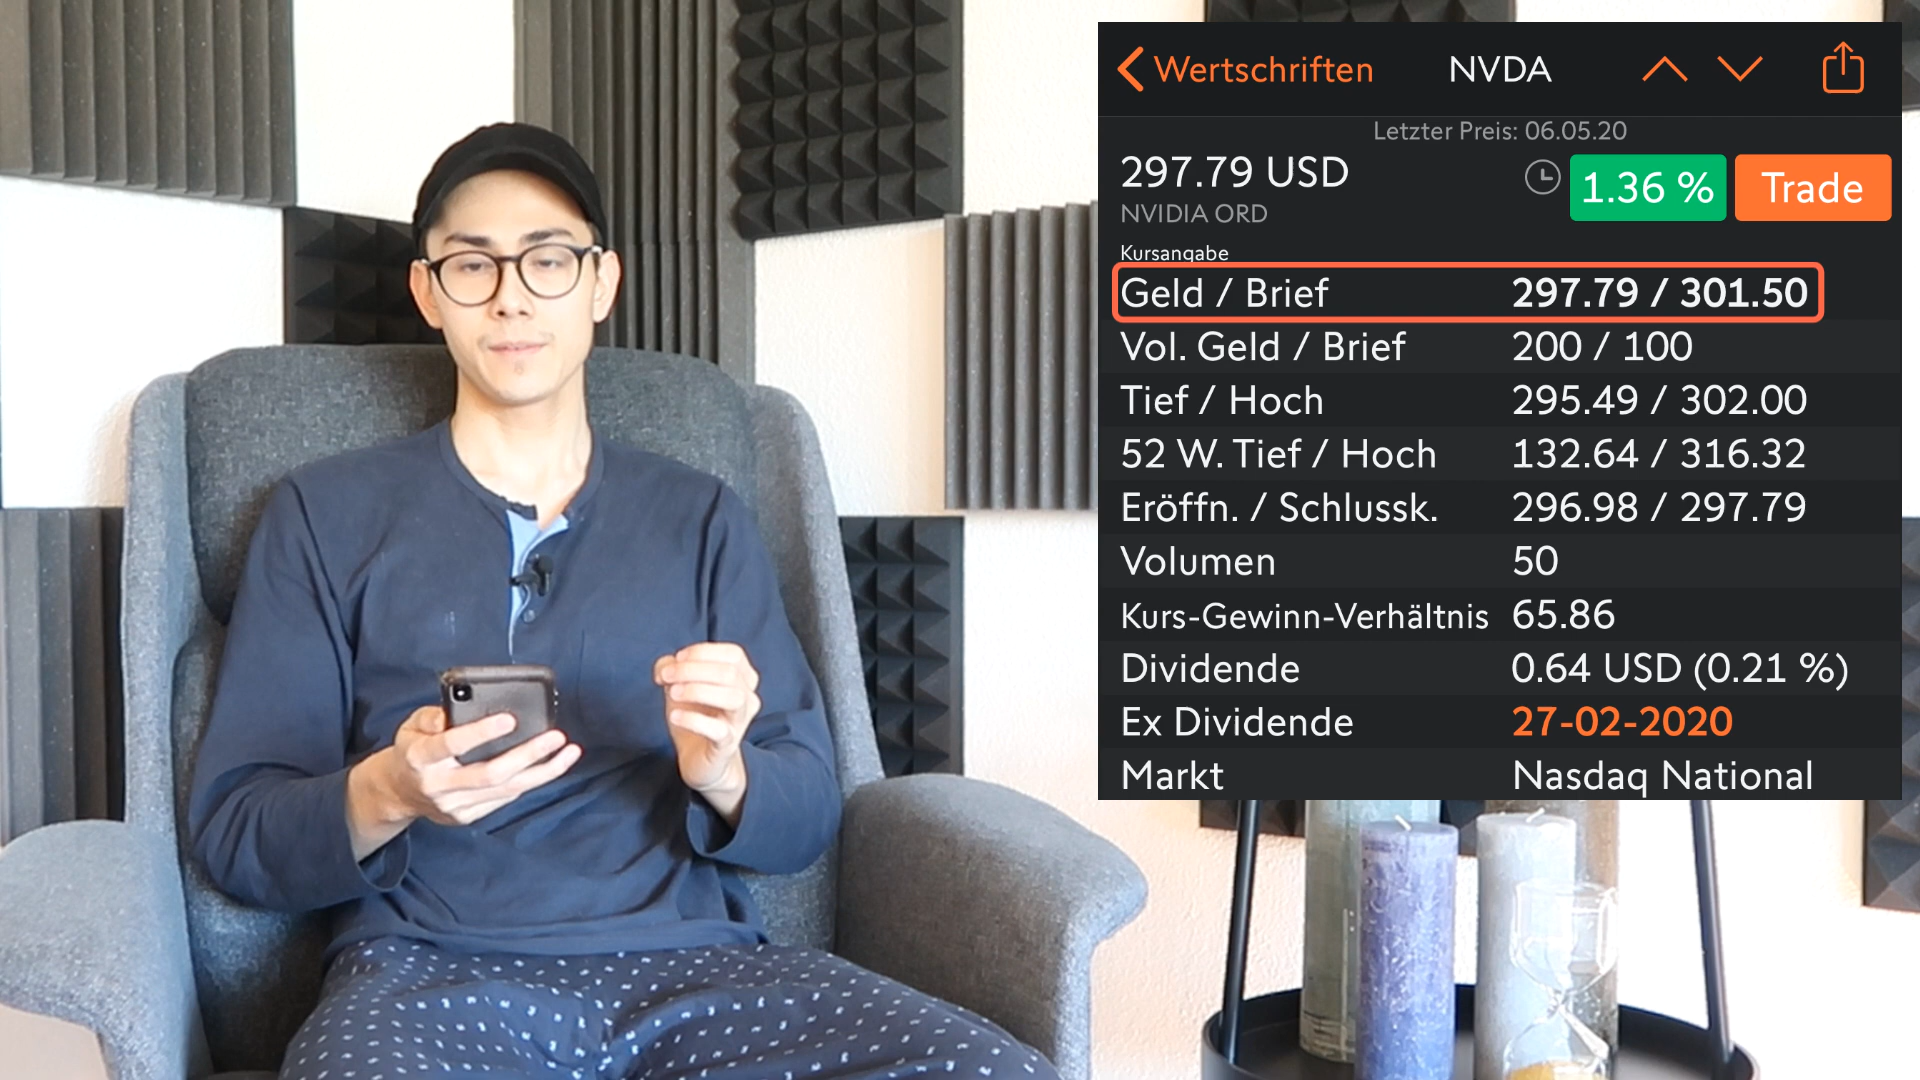 Wertschriften NVDA
Letzter Preis: 06.05.20
297.79 USD 1.36 % Trade
NVIDIA ORD
Kursangabe
Geld / Brief 297.79 / 301.50
Vol. Geld / Brief 200 / 100
Tief / Hoch 295.49 / 302.00
52 W. Tief / Hoch 132.64 / 316.32
Eröffn. / Schlussk. 296.98 / 297.79
Volumen 50
Kurs-Gewinn-Verhältnis 65.86
Dividende 0.64 USD (0.21 %)
Ex Dividende 27-02-2020
Markt Nasdaq National